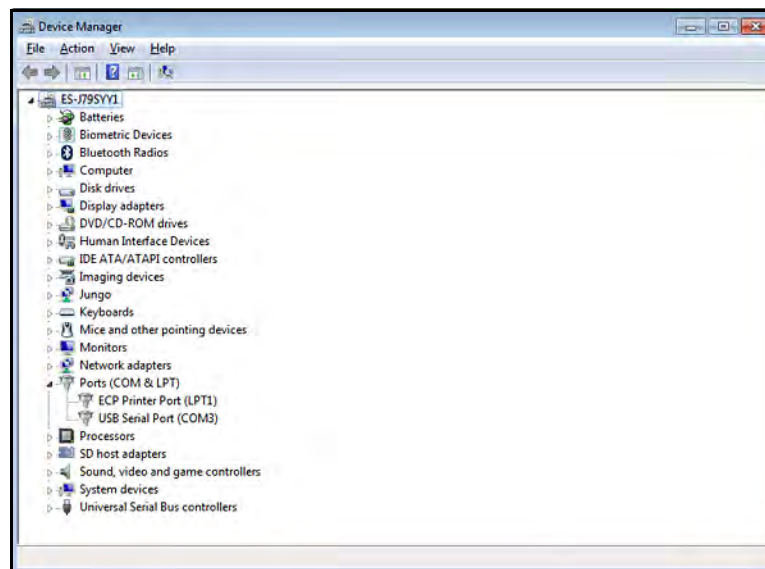 Device Manager
File Action View Help
ES-J79SYY1
Batteries
Biometric Devices
Bluetooth Radios
Computer
Disk drives
Display adapters
DVD/CD-ROM drives
Human Interface Devices
IDE ATA/ATAPI controllers
Imaging devices
Jungo
Keyboards
Mice and other pointing devices
Monitors
Network adapters
Ports (COM & LPT)
ECP Printer Port (LPT1)
USB Serial Port (COM3)
Processors
SD host adapters
Sound, video and game controllers
System devices
Universal Serial Bus controllers